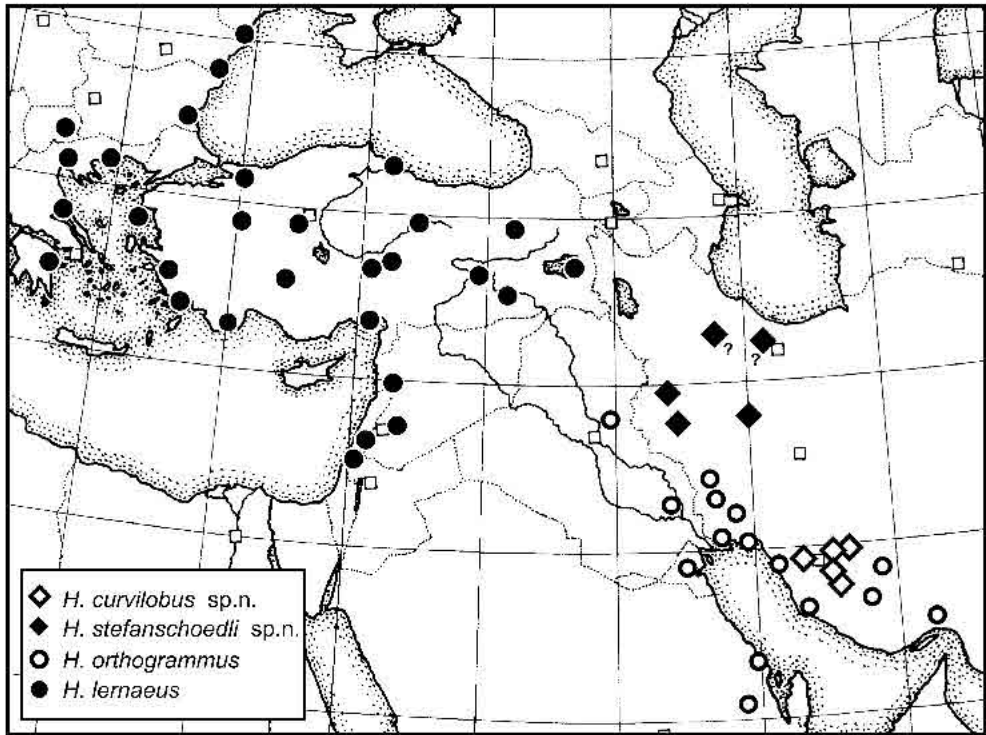 ? ?
H. curvilobus sp.n.
H. stefanschoedli sp.n.
H. orthogrammus
H. lernaeus